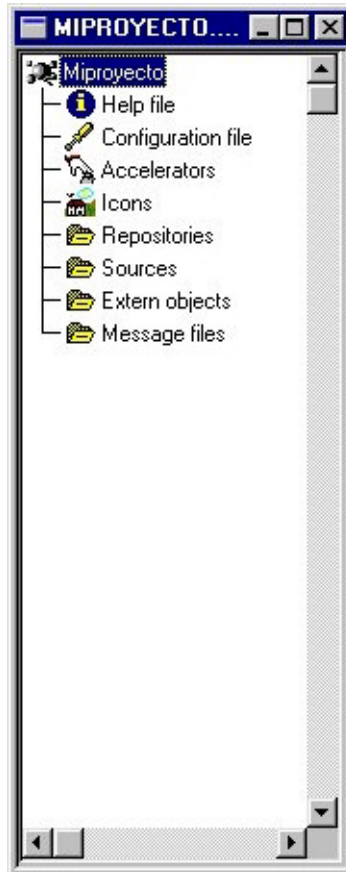 MIPROYECTO....
Miproyecto
Help file
Configuration file
Accelerators
Icons
Repositories
Sources
Extern objects
Message files